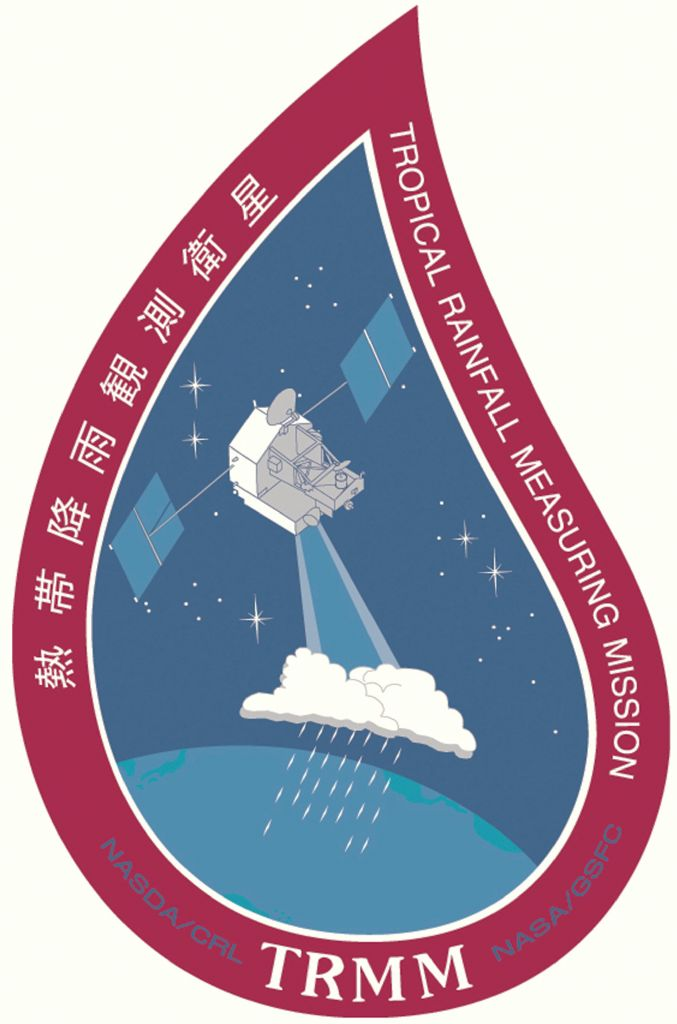 熱帯降雨観測衛星
TROPICAL RAINFALL MEASURING MISSION
NASDA/CRL
TRMM
NASA/GSFC